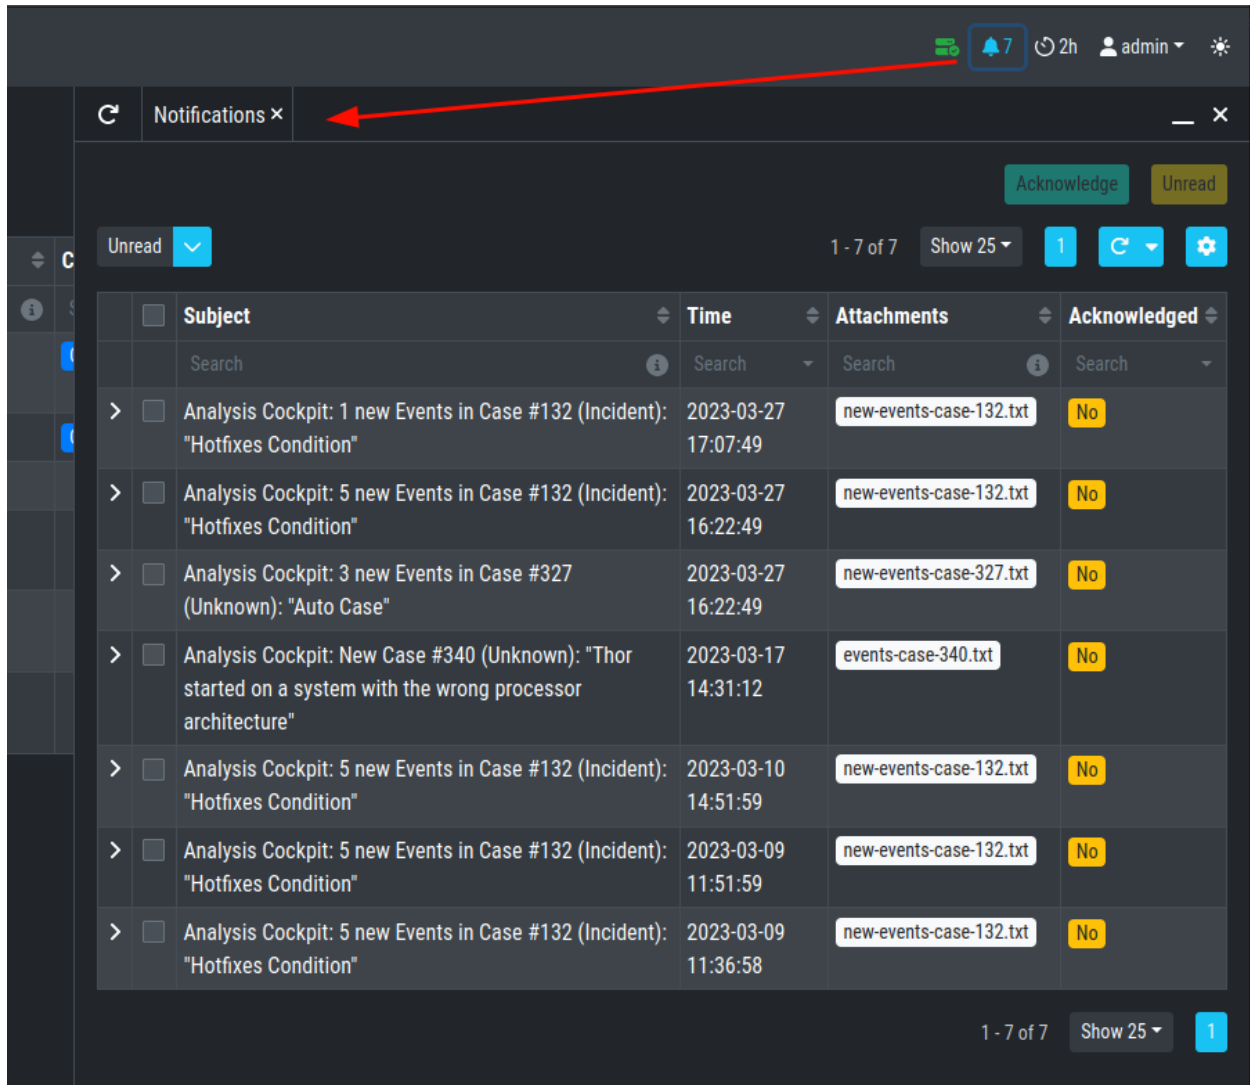 7 2h admin
Notifications ×
Acknowledge Unread
Unread 1 - 7 of 7 Show 25 1
C Subject Time Attachments Acknowledged
S Search Search Search Search
Analysis Cockpit: 1 new Events in Case #132 (Incident): 2023-03-27 new-events-case-132.txt No
"Hotfixes Condition" 17:07:49
Analysis Cockpit: 5 new Events in Case #132 (Incident): 2023-03-27 new-events-case-132.txt No
"Hotfixes Condition" 16:22:49
Analysis Cockpit: 3 new Events in Case #327 2023-03-27 new-events-case-327.txt No
(Unknown): "Auto Case" 16:22:49
Analysis Cockpit: New Case #340 (Unknown): "Thor 2023-03-17 events-case-340.txt No
started on a system with the wrong processor 14:31:12
architecture"
Analysis Cockpit: 5 new Events in Case #132 (Incident): 2023-03-10 new-events-case-132.txt No
"Hotfixes Condition" 14:51:59
Analysis Cockpit: 5 new Events in Case #132 (Incident): 2023-03-09 new-events-case-132.txt No
"Hotfixes Condition" 11:51:59
Analysis Cockpit: 5 new Events in Case #132 (Incident): 2023-03-09 new-events-case-132.txt No
"Hotfixes Condition" 11:36:58
1 - 7 of 7 Show 25 1